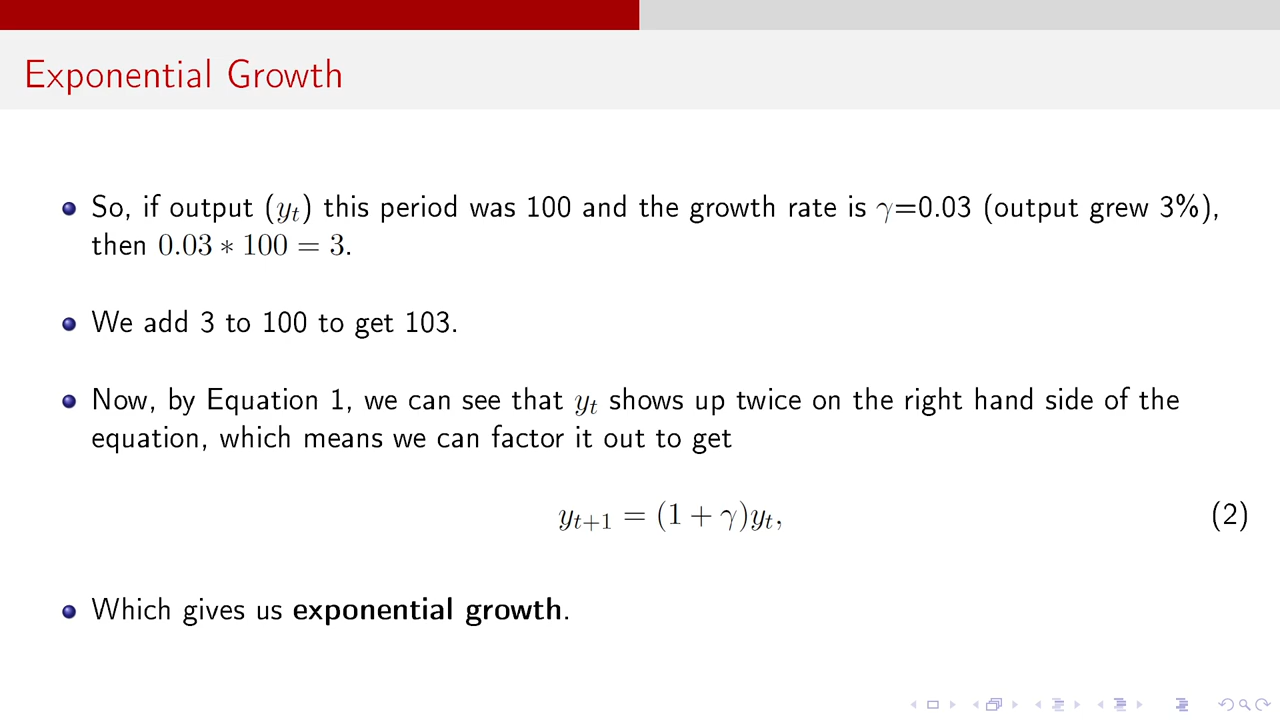 Exponential Growth
So, if output (y_t) this period was 100 and the growth rate is γ=0.03 (output grew 3%),
then 0.03 ∗ 100 = 3.
We add 3 to 100 to get 103.
Now, by Equation 1, we can see that y_t shows up twice on the right hand side of the
equation, which means we can factor it out to get
y_{t+1} = (1 + γ)y_t, (2)
Which gives us exponential growth.